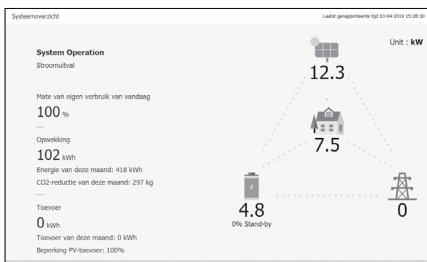 Systeemoverzicht
Laatst gerapporteerde tijd 03-04-2019 15:28:30
Unit : kW
System Operation
Stroomuitval
12.3
Mate van eigen verbruik van vandaag
100 %
Opwekking
102 kWh
Energie van deze maand: 418 kWh
CO2-reductie van deze maand: 297 kg
7.5
Toevoer
0 kWh
Toevoer van deze maand: 0 kWh
Beperking PV-toevoer: 100%
4.8
0% Stand-by
0